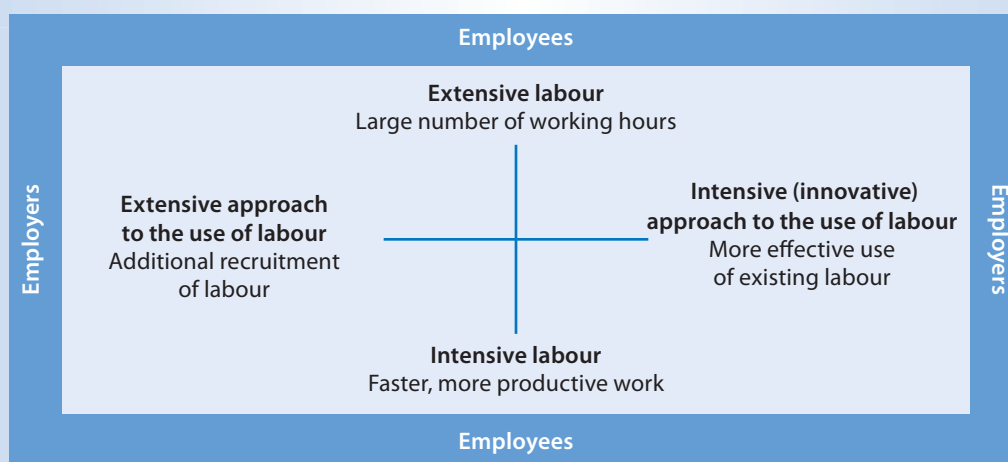 Employees
Extensive labour
Large number of working hours
Employers
Extensive approach
to the use of labour
Additional recruitment
of labour
Intensive (innovative)
approach to the use of labour
More effective use
of existing labour
Employers
Intensive labour
Faster, more productive work
Employees